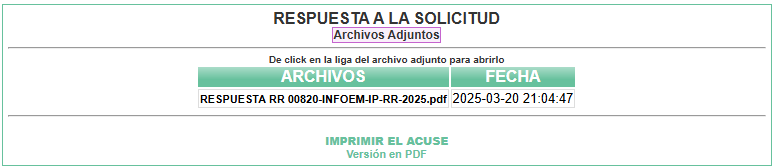 RESPUESTA A LA SOLICITUD
Archivos Adjuntos
De click en la liga del archivo adjunto para abrirlo
ARCHIVOS FECHA
RESPUESTA RR 00820-INFOEM-IP-RR-2025.pdf 2025-03-20 21:04:47
IMPRIMIR EL ACUSE
Versión en PDF